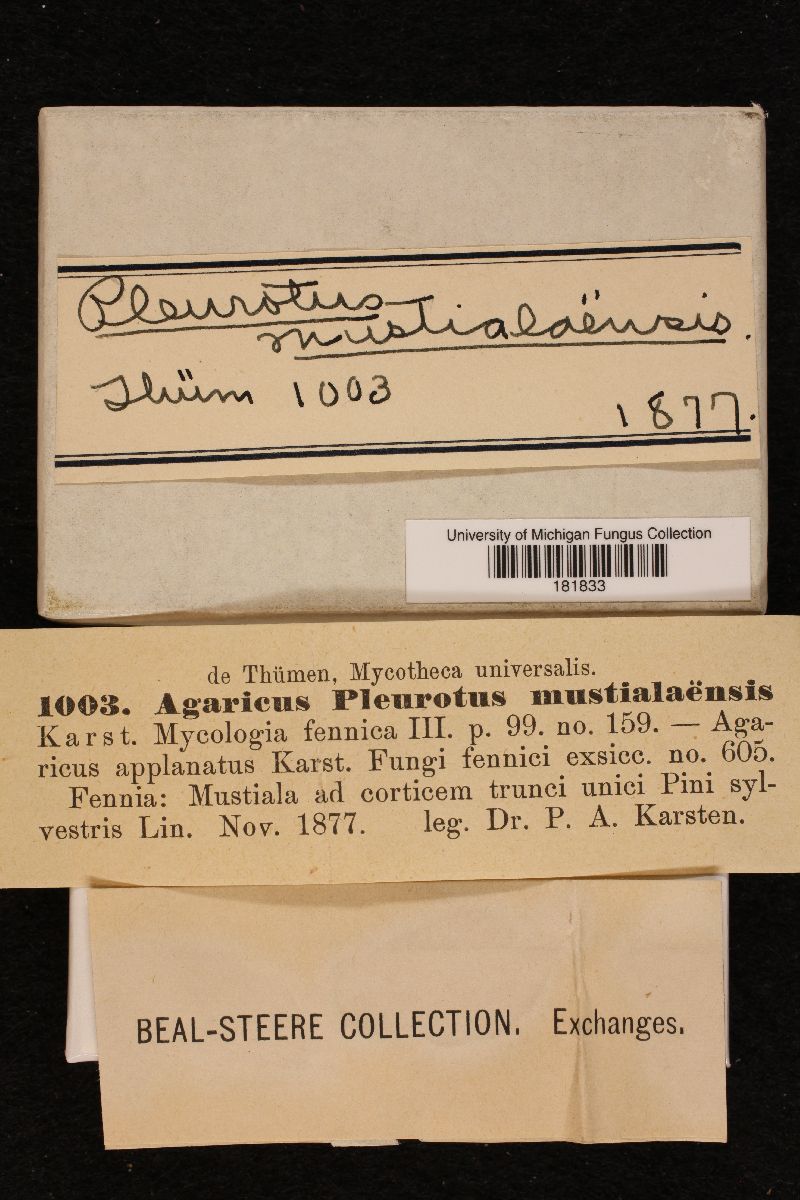 Pleurotus
mustialaënsis.
Thüm 1003
1877.
University of Michigan Fungus Collection
181833
de Thümen, Mycotheca universalis.
1003. Agaricus Pleurotus mustialaënsis
Karst. Mycologia fennica III. p. 99. no. 159. — Aga-
ricus applanatus Karst. Fungi fennici exsicc. no. 605.
Fennia: Mustiala ad corticem trunci unici Pini syl-
vestris Lin. Nov. 1877. leg. Dr. P. A. Karsten.
BEAL-STEERE COLLECTION. Exchanges.